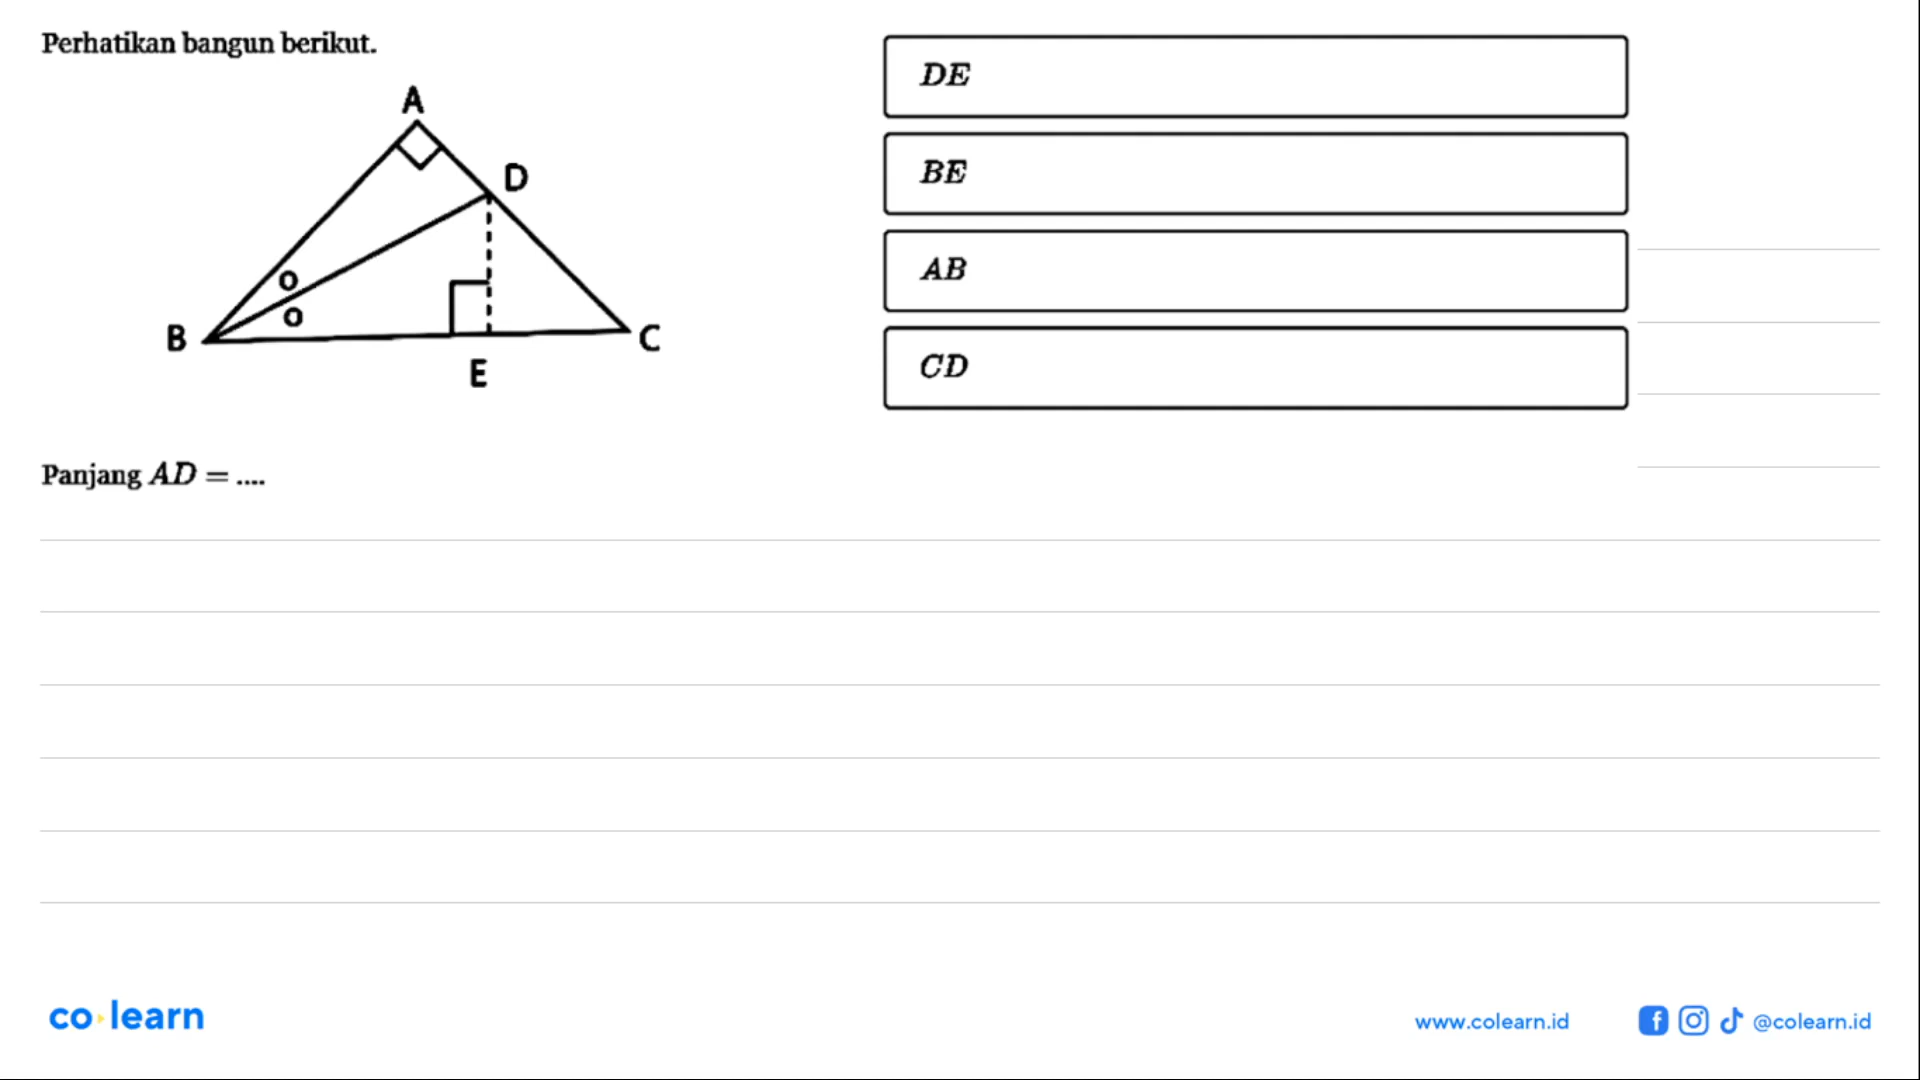 Perhatikan bangun berikut.
A
D
o
o
B
C
E
Panjang AD = ....
DE
BE
AB
CD
co learn
www.colearn.id
@colearn.id